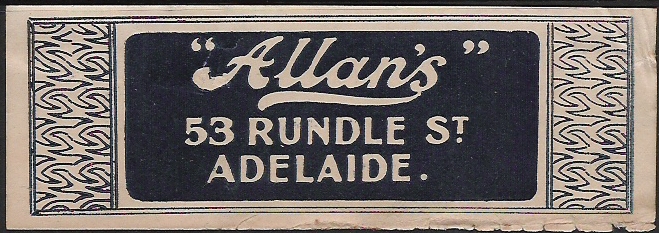 "Allan's"
53 RUNDLE ST
ADELAIDE.